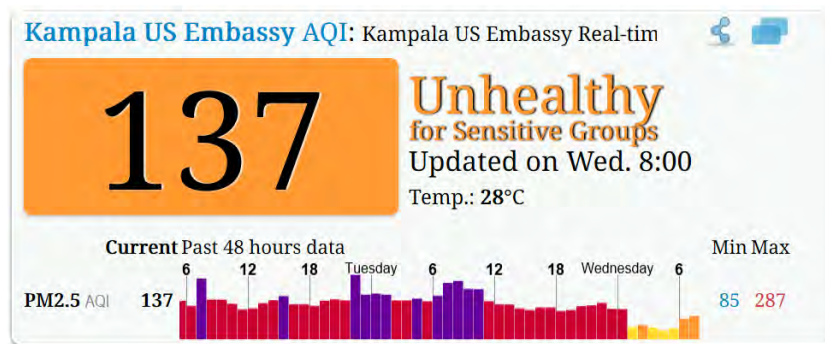 Kampala US Embassy AQI: Kampala US Embassy Real-tim
137
Unhealthy
for Sensitive Groups
Updated on Wed. 8:00
Temp.: 28°C
Current Past 48 hours data Min Max
6 12 18 Tuesday 6 12 18 Wednesday 6
PM2.5 AQI 137 85 287